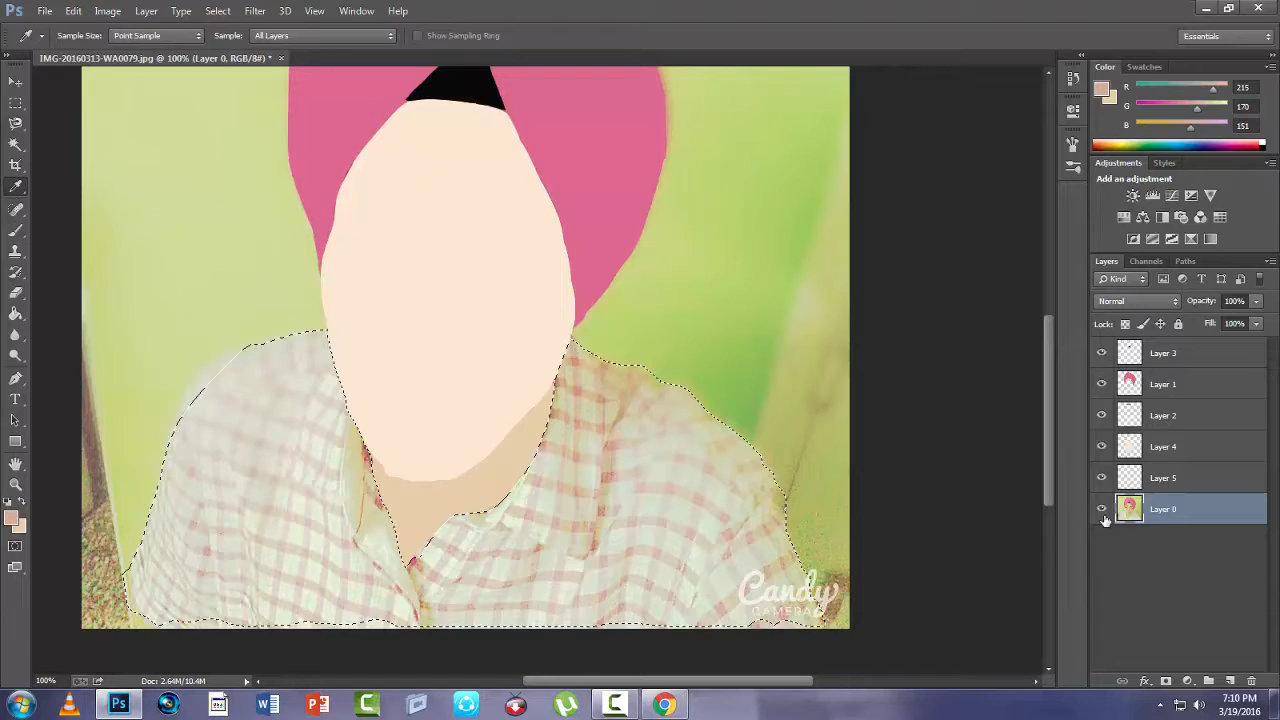 Ps File Edit Image Layer Type Select Filter 3D View Window Help
Sample Size: Point Sample Sample: All Layers Show Sampling Ring Essentials
IMG-20160313-WA0079.jpg @ 100% (Layer 0, RGB/8#) *
Color Swatches
R 215
G 170
B 151
Adjustments Styles
Add an adjustment
Layers Channels Paths
Kind
Normal Opacity: 100%
Lock: Fill: 100%
Layer 3
Layer 1
Layer 2
Layer 4
Layer 5
Layer 0
Candy
CAMERA
100% Doc: 2.64M/10.4M
Ps
7:10 PM
3/19/2016